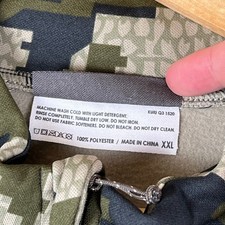 MACHINE WASH COLD WITH LIGHT DETERGENT.
RINSE COMPLETELY. TUMBLE DRY LOW. DO NOT IRON.
DO NOT USE FABRIC SOFTENERS. DO NOT BLEACH. DO NOT DRY CLEAN.
100% POLYESTER / MADE IN CHINA
XXL